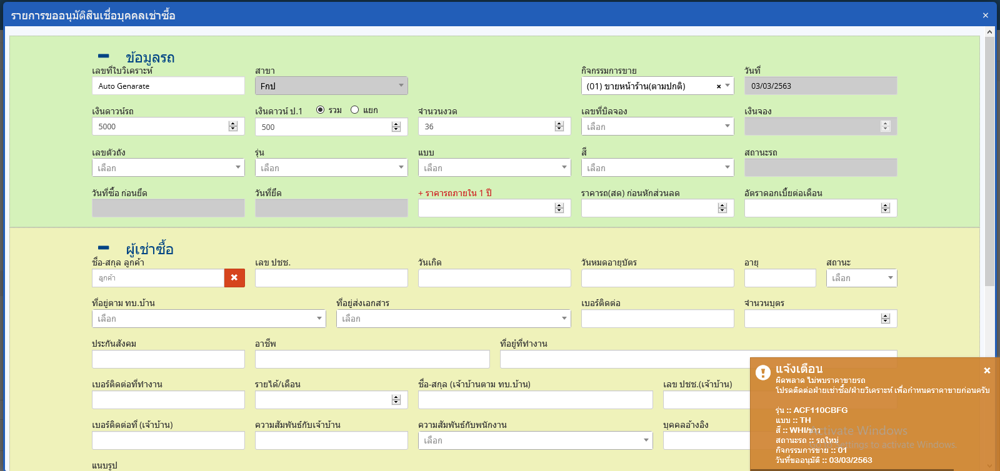 รายการขออนุมัติสินเชื่อบุคคลเช่าซื้อ ×
ข้อมูลรถ
เลขที่ใบวิเคราะห์ สาขา กิจกรรมการขาย วันที่
Auto Genarate Fกป (01) ขายหน้าร้าน(ตามปกติ) × 03/03/2563
เงินดาวน์รถ เงินดาวน์ ป.1 รวม แยก จำนวนงวด เลขที่บิลจอง เงินจอง
5000 500 36 เลือก
เลขตัวถัง รุ่น แบบ สี สถานะรถ
เลือก เลือก เลือก เลือก
วันที่ซื้อ ก่อนยึด วันที่ยึด + ราคารถภายใน 1 ปี ราคารถ(สด) ก่อนหักส่วนลด อัตราดอกเบี้ยต่อเดือน
ผู้เช่าซื้อ
ชื่อ-สกุล ลูกค้า เลข ปชช. วันเกิด วันหมดอายุบัตร อายุ สถานะ
ลูกค้า เลือก
ที่อยู่ตาม ทบ.บ้าน ที่อยู่ส่งเอกสาร เบอร์ติดต่อ จำนวนบุตร
เลือก เลือก
ประกันสังคม อาชีพ ที่อยู่ที่ทำงาน
เบอร์ติดต่อที่ทำงาน รายได้/เดือน ชื่อ-สกุล (เจ้าบ้านตาม ทบ.บ้าน) เลข ปชช.(เจ้าบ้าน)
เบอร์ติดต่อที่ (เจ้าบ้าน) ความสัมพันธ์กับเจ้าบ้าน ความสัมพันธ์กับพนักงาน บุคคลอ้างอิง
เลือก
แนบรูป
แจ้งเตือน
ผิดพลาด ไม่พบราคาขายรถ
โปรดติดต่อฝ่ายเช่าซื้อ/ฝ่ายวิเคราะห์ เพื่อกำหนดราคาขายก่อนครับ
รุ่น :: ACF110CBFG
แบบ :: TH
สี :: WHI/ขาว
สถานะรถ :: รถใหม่
กิจกรรมการขาย :: 01
วันที่ขออนุมัติ :: 03/03/2563
Activate Windows
settings to activate Windows.